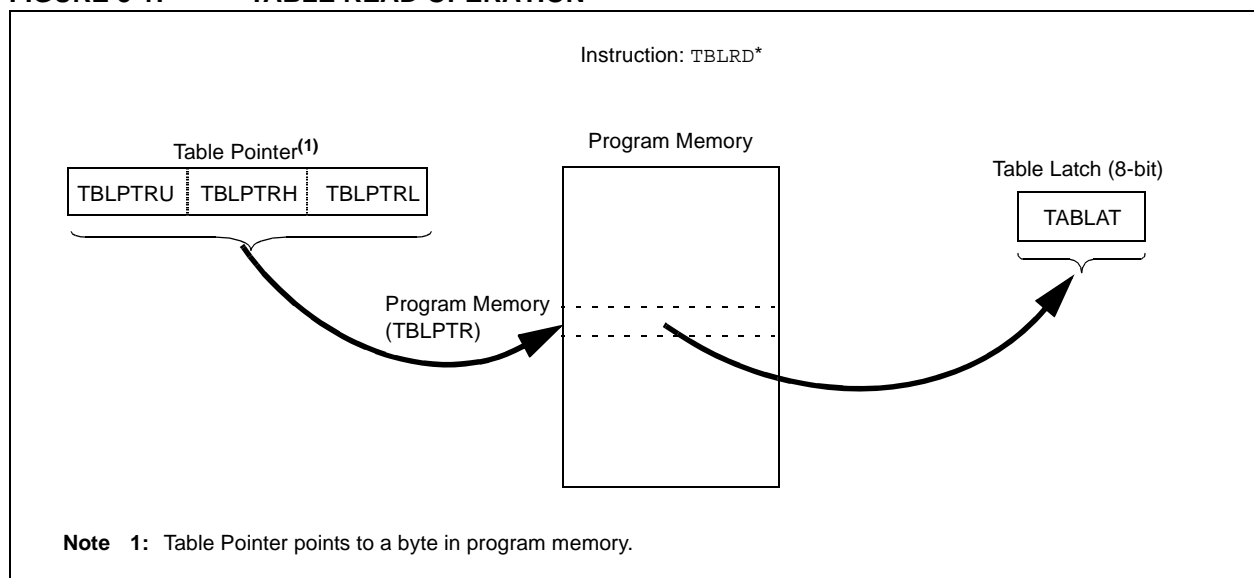 Instruction: TBLRD*
Table Pointer(1)
Program Memory
Table Latch (8-bit)
TBLPTRU TBLPTRH TBLPTRL
TABLAT
Program Memory
(TBLPTR)
Note 1: Table Pointer points to a byte in program memory.